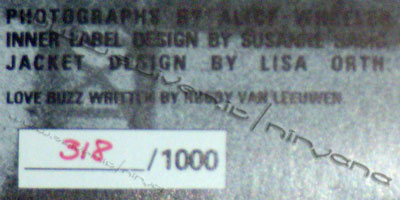 PHOTOGRAPHS BY ALICE WHEELER
INNER LABEL DESIGN BY SUSANNE
JACKET DESIGN BY LISA ORTH
LOVE BUZZ WRITTEN BY ROBBY VAN LEEUWEN
318/1000
/nirvana